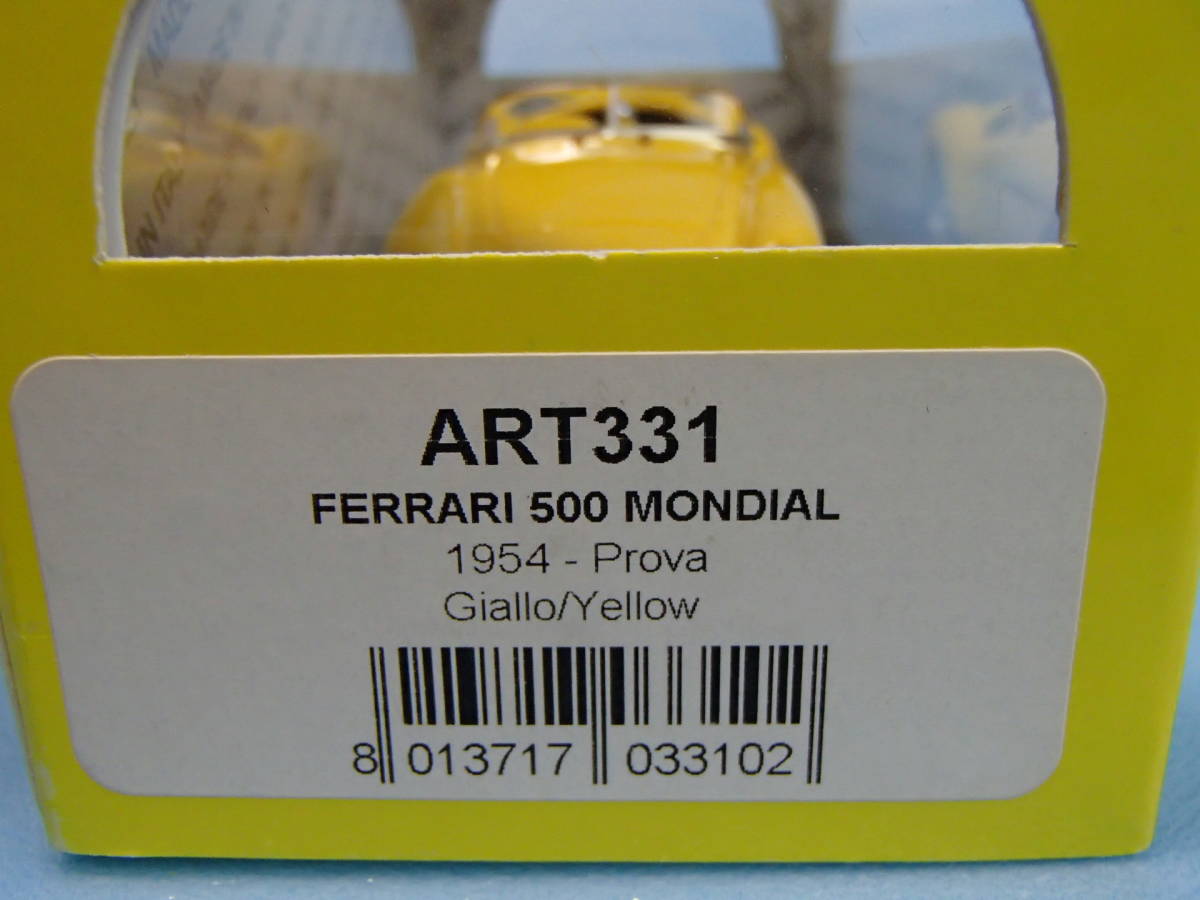 ART331
FERRARI 500 MONDIAL
1954 - Prova
Giallo/Yellow
8 013717 033102